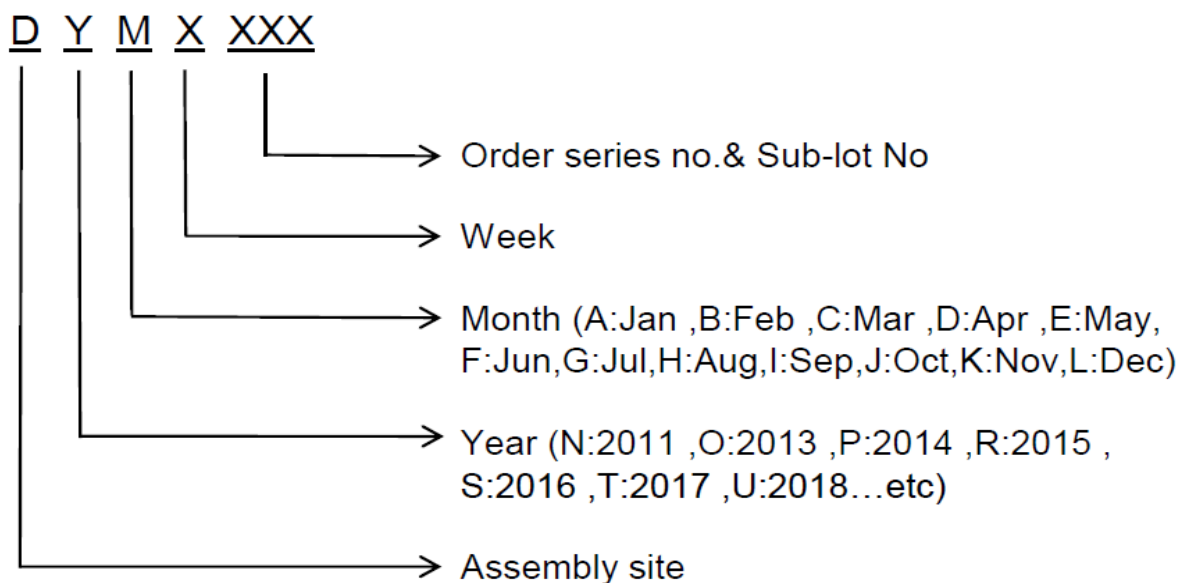 D Y M X XXX
Order series no.& Sub-lot No
Week
Month (A:Jan ,B:Feb ,C:Mar ,D:Apr ,E:May,
F:Jun,G:Jul,H:Aug,I:Sep,J:Oct,K:Nov,L:Dec)
Year (N:2011 ,O:2013 ,P:2014 ,R:2015 ,
S:2016 ,T:2017 ,U:2018...etc)
Assembly site